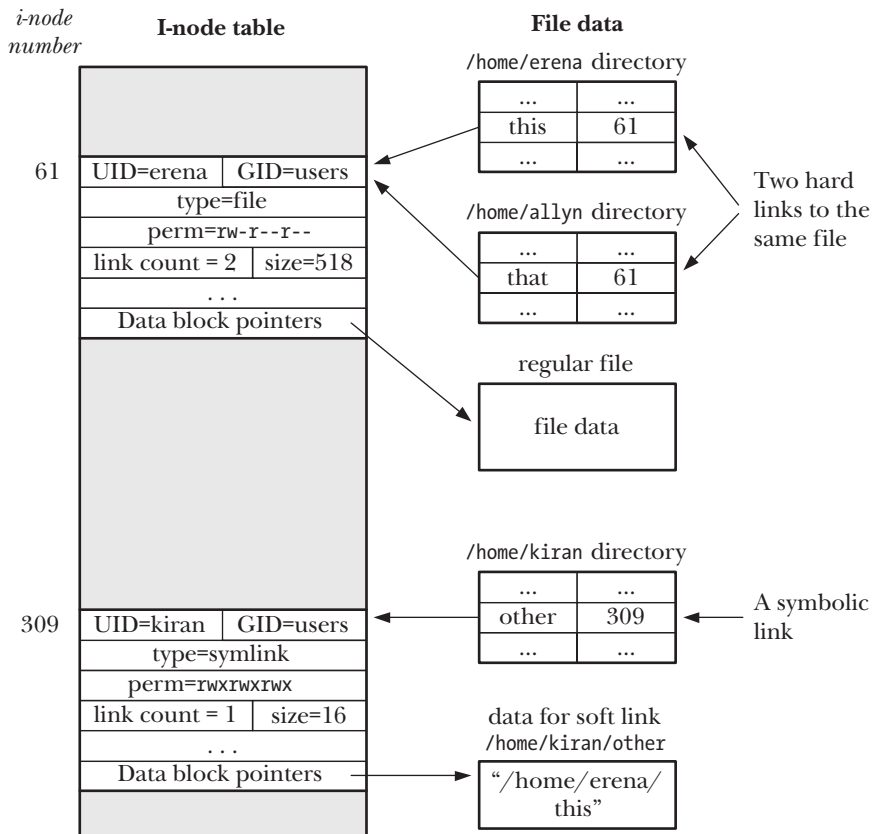 i-node
number
I-node table
File data
/home/erena directory
... ...
this 61
... ...
61
UID=erena GID=users
type=file
perm=rw-r--r--
link count = 2 size=518
. . .
Data block pointers
/home/allyn directory
... ...
that 61
... ...
Two hard
links to the
same file
regular file
file data
/home/kiran directory
... ...
other 309
... ...
A symbolic
link
309
UID=kiran GID=users
type=symlink
perm=rwxrwxrwx
link count = 1 size=16
. . .
Data block pointers
data for soft link
/home/kiran/other
“/home/erena/
this”